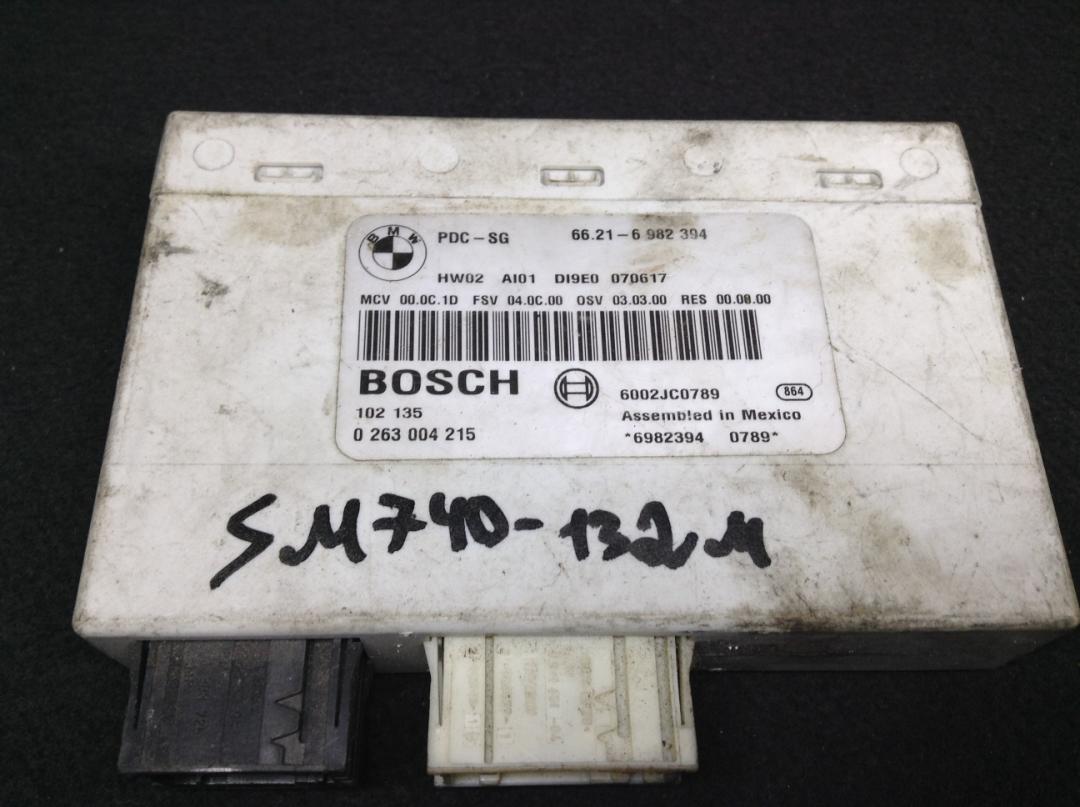 BMW
PDC-SG 66.21-6 982 394
HW02 AI01 DI9E0 070617
MCV 00.0C.1D FSV 04.0C.00 OSV 03.03.00 RES 00.00.00
BOSCH 6002JC0789 864
102 135 Assembled in Mexico
0 263 004 215 *6982394 0789*
SM740-132M